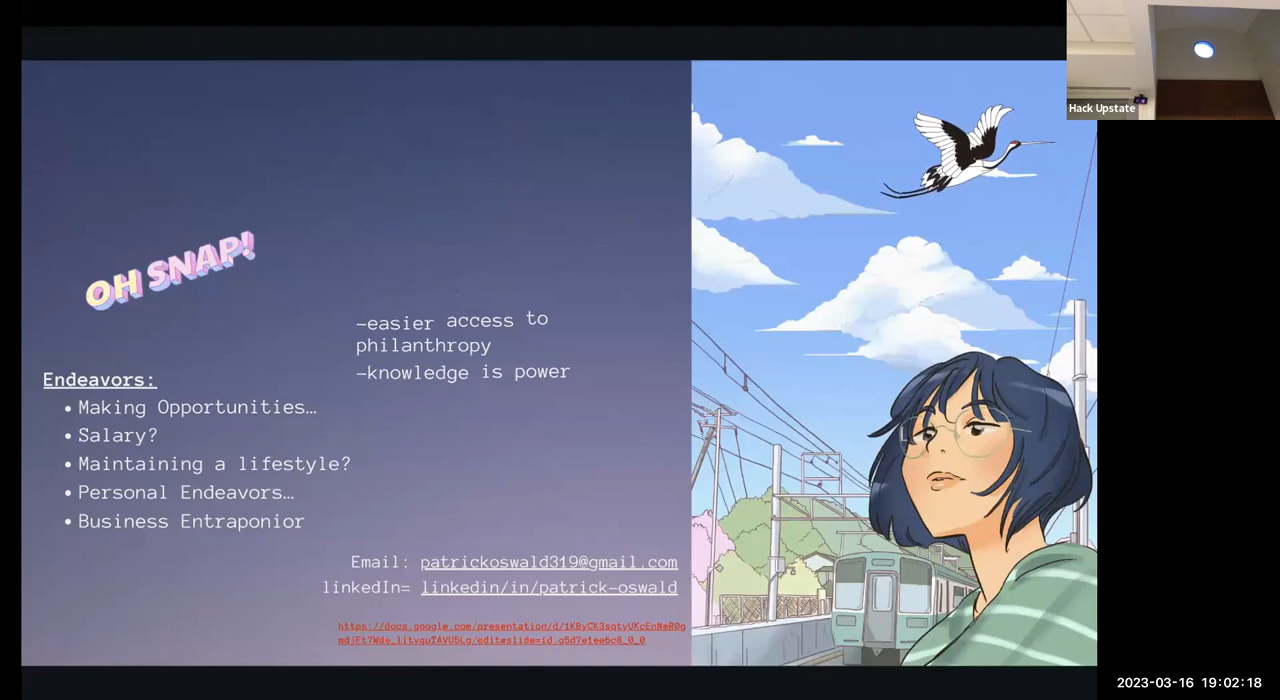 Hack Upstate
OH SNAP!
-easier access to
philanthropy
-knowledge is power
Endeavors:
• Making Opportunities…
• Salary?
• Maintaining a lifestyle?
• Personal Endeavors…
• Business Entraponior
Email: patrickoswald319@gmail.com
linkedIn= linkedin/in/patrick-oswald
2023-03-16 19:02:18